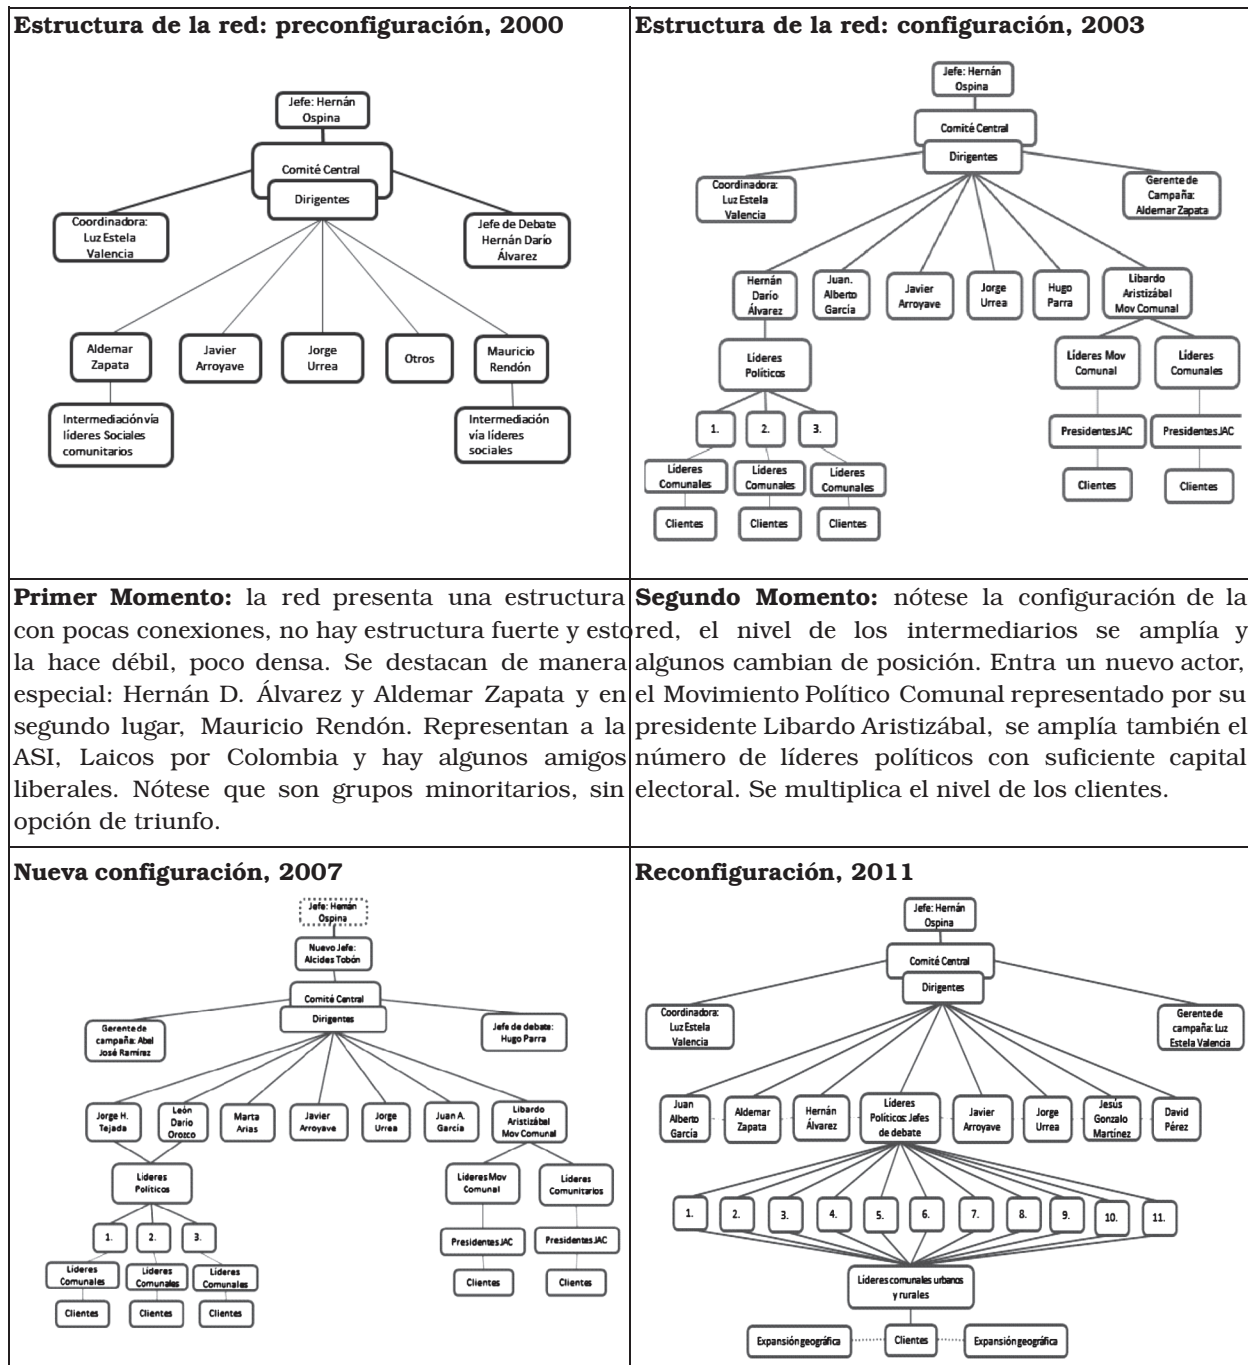 Estructura de la red: preconfiguración, 2000
Jefe: Hernán
Ospina
Comité Central
Dirigentes
Coordinadora:
Luz Estela
Valencia
Jefe de Debate
Hernán Darío
Álvarez
Aldemar
Zapata
Javier
Arroyave
Jorge
Urrea
Otros
Mauricio
Rendón
Intermediación vía
líderes Sociales
comunitarios
Intermediación
vía líderes
sociales
Estructura de la red: configuración, 2003
Jefe: Hernán
Ospina
Comité Central
Dirigentes
Coordinadora:
Luz Estela
Valencia
Gerente de
Campaña:
Aldemar Zapata
Hernán
Darío
Álvarez
Juan.
Alberto
García
Javier
Arroyave
Jorge
Urrea
Hugo
Parra
Libardo
Aristizábal
Mov Comunal
Lideres
Políticos
Líderes Mov
Comunal
Líderes
Comunales
1.
2.
3.
Presidentes JAC
Presidentes JAC
Líderes
Comunales
Líderes
Comunales
Líderes
Comunales
Clientes
Clientes
Clientes
Clientes
Clientes
Primer Momento: la red presenta una estructura
con pocas conexiones, no hay estructura fuerte y esto
la hace débil, poco densa. Se destacan de manera
especial: Hernán D. Álvarez y Aldemar Zapata y en
segundo lugar, Mauricio Rendón. Representan a la
ASI, Laicos por Colombia y hay algunos amigos
liberales. Nótese que son grupos minoritarios, sin
opción de triunfo.
Segundo Momento: nótese la configuración de la
red, el nivel de los intermediarios se amplía y
algunos cambian de posición. Entra un nuevo actor,
el Movimiento Político Comunal representado por su
presidente Libardo Aristizábal, se amplía también el
número de líderes políticos con suficiente capital
electoral. Se multiplica el nivel de los clientes.
Nueva configuración, 2007
Jefe: Hernán
Ospina
Nuevo Jefe:
Alcides Tobón
Comité Central
Dirigentes
Gerente de
campaña: Abel
José Ramírez
Jefe de debate:
Hugo Parra
Jorge H.
Tejada
León
Dario
Orozco
Marta
Arias
Javier
Arroyave
Jorge
Urrea
Juan A.
García
Libardo
Aristizábal
Mov Comunal
Lideres
Políticos
Lideres Mov
Comunal
Lideres
Comunitarios
1.
2.
3.
Presidentes JAC
Presidentes JAC
Lideres
Comunales
Lideres
Comunales
Lideres
Comunales
Clientes
Clientes
Clientes
Clientes
Clientes
Reconfiguración, 2011
Jefe: Hernán
Ospina
Comité Central
Dirigentes
Coordinadora:
Luz Estela
Valencia
Gerente de
campaña: Luz
Estela Valencia
Juan
Alberto
García
Aldemar
Zapata
Hernán
Álvarez
Lideres
Políticos: Jefes
de debate
Javier
Arroyave
Jorge
Urrea
Jesús
Gonzalo
Martínez
David
Pérez
1.
2.
3.
4.
5.
6.
7.
8.
9.
10.
11.
Lideres comunales urbanos
y rurales
Expansión geográfica
Clientes
Expansión geográfica